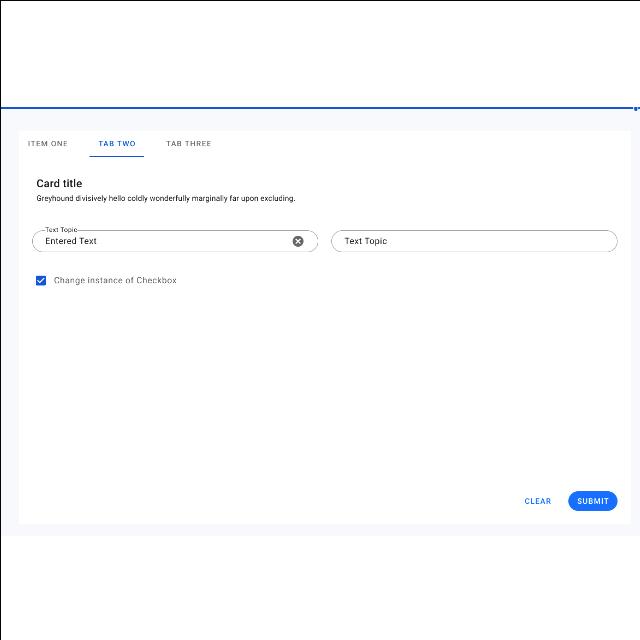 ITEM ONE
TAB TWO
TAB THREE
Card title
Greyhound divisively hello coldly wonderfully marginally far upon excluding.
Text Topic
Entered Text
Text Topic
Change instance of Checkbox
CLEAR
SUBMIT